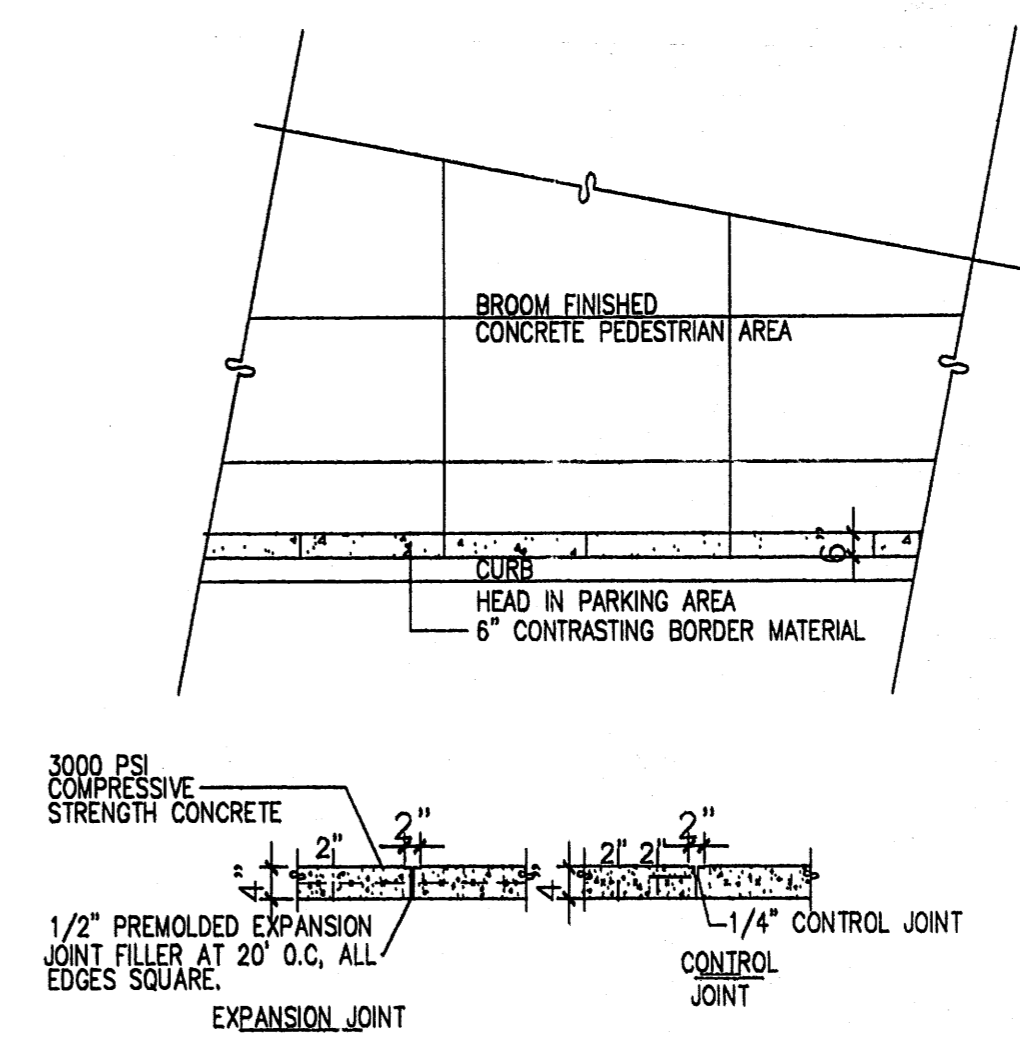 BROOM FINISHED
CONCRETE PEDESTRIAN AREA
6"
CURB
HEAD IN PARKING AREA
6" CONTRASTING BORDER MATERIAL
3000 PSI
COMPRESSIVE
STRENGTH CONCRETE
2"
2"
4"
1/2" PREMOLDED EXPANSION
JOINT FILLER AT 20' O.C, ALL
EDGES SQUARE.
EXPANSION JOINT
2"
2" 2"
4"
1/4" CONTROL JOINT
CONTROL
JOINT